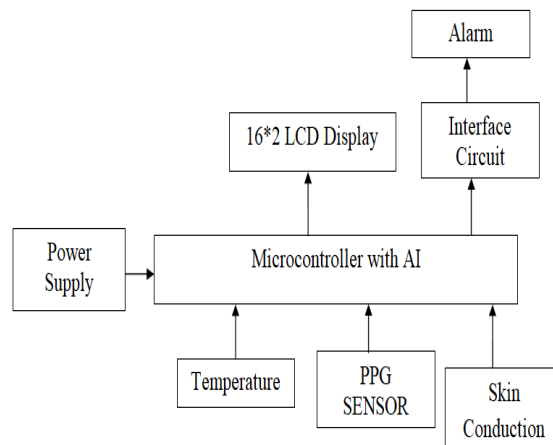 Alarm
16*2 LCD Display
Interface
Circuit
Power
Supply
Microcontroller with AI
Temperature
PPG
SENSOR
Skin
Conduction